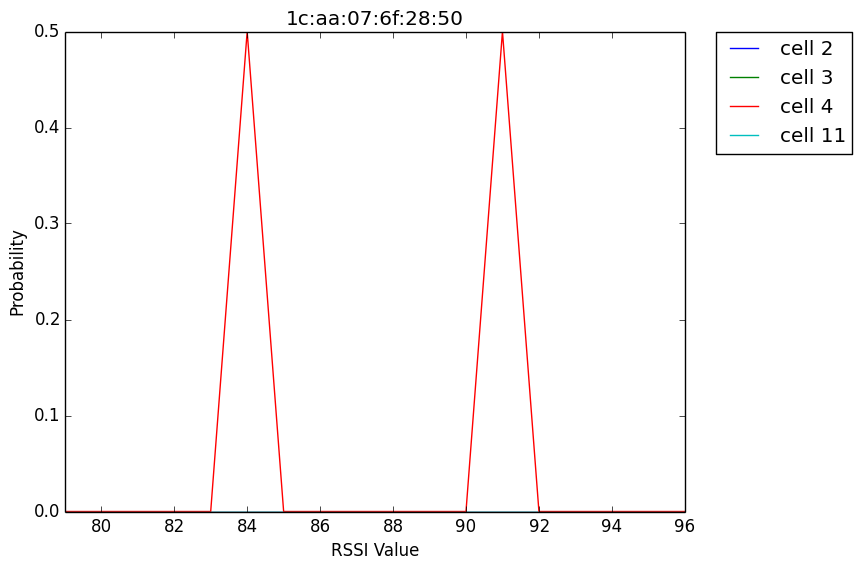 1c:aa:07:6f:28:50
0.5
0.4
0.3
0.2
0.1
0.0
Probability
80 82 84 86 88 90 92 94 96
RSSI Value
cell 2
cell 3
cell 4
cell 11